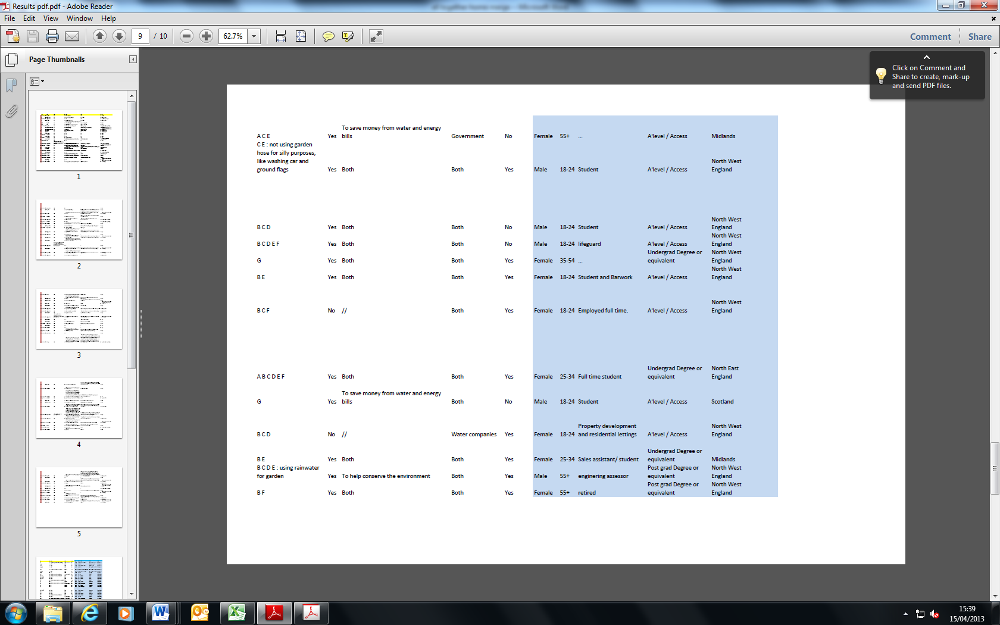 Results pdf.pdf - Adobe Reader
File Edit View Window Help
9 / 10 62.7% Comment Share
Page Thumbnails
Click on Comment and
Share to create, mark-up
and send PDF files.
1
2
3
4
5
To save money from water and energy
A C E Yes bills Government No Female 55+ ... A'level / Access Midlands
C E : not using garden
hose for silly purposes,
like washing car and North West
ground flags Yes Both Both Yes Male 18-24 Student A'level / Access England
North West
B C D Yes Both Both No Male 18-24 Student A'level / Access England
North West
B C D E F Yes Both Both No Male 18-24 lifeguard A'level / Access England
Undergrad Degree or North West
G Yes Both Both Yes Female 35-54 ... equivalent England
North West
B E Yes Both Both Yes Female 18-24 Student and Barwork A'level / Access England
North West
B C F No // Both Yes Female 18-24 Employed full time. A'level / Access England
Undergrad Degree or North East
A B C D E F Yes Both Both Yes Female 25-34 Full time student equivalent England
To save money from water and energy
G Yes bills Both No Male 18-24 Student A'level / Access Scotland
Property development North West
B C D No // Water companies Yes Female 18-24 and residential lettings A'level / Access England
Undergrad Degree or
B E Yes Both Both Yes Female 25-34 Sales assistant/ student equivalent Midlands
B C D E : using rainwater Post grad Degree or North West
for garden Yes To help conserve the environment Both Yes Male 55+ enginering assessor equivalent England
Post grad Degree or North West
B F Yes Both Both Yes Female 55+ retired equivalent England
15:39
15/04/2013